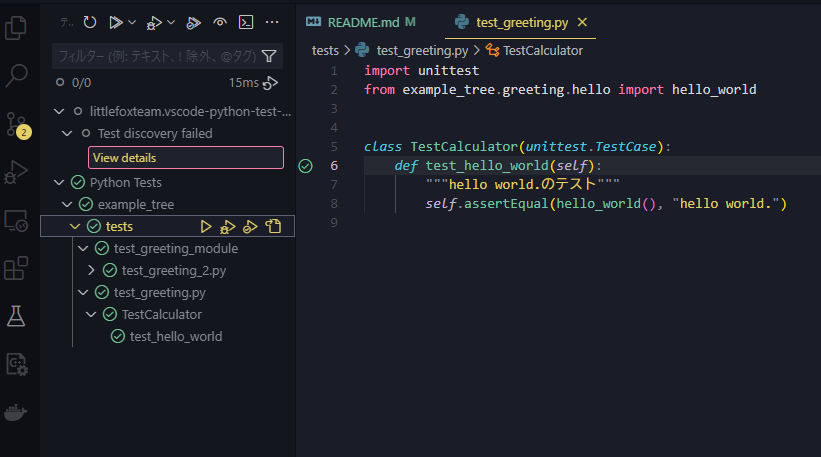 テ...
フィルター (例: テキスト、! 除外、@タグ)
0/0
15ms
littlefoxteam.vscode-python-test-...
Test discovery failed
View details
Python Tests
example_tree
tests
test_greeting_module
test_greeting_2.py
test_greeting.py
TestCalculator
test_hello_world
2
README.md M
test_greeting.py
tests > test_greeting.py > TestCalculator
1 import unittest
2 from example_tree.greeting.hello import hello_world
3
4
5 class TestCalculator(unittest.TestCase):
6     def test_hello_world(self):
7         """hello world.のテスト"""
8         self.assertEqual(hello_world(), "hello world.")
9